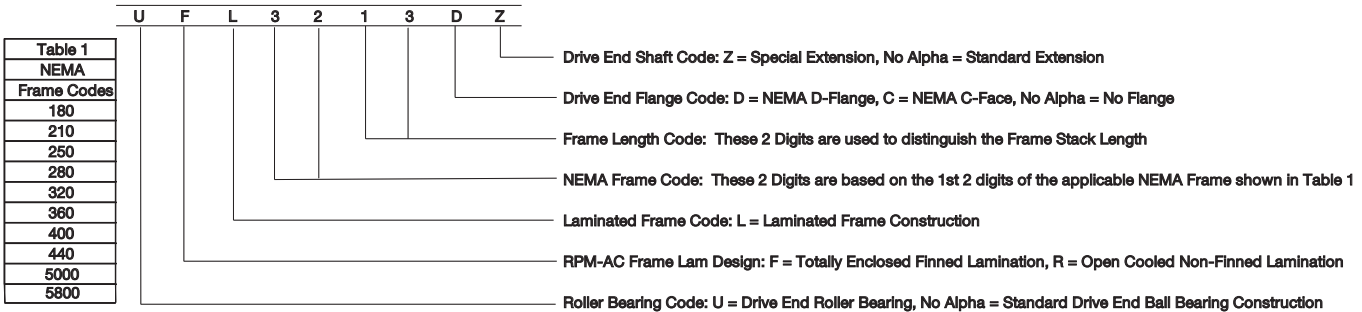 U F L 3 2 1 3 D Z
Table 1
NEMA
Frame Codes
180
210
250
280
320
360
400
440
5000
5800
Drive End Shaft Code: Z = Special Extension, No Alpha = Standard Extension
Drive End Flange Code: D = NEMA D-Flange, C = NEMA C-Face, No Alpha = No Flange
Frame Length Code: These 2 Digits are used to distinguish the Frame Stack Length
NEMA Frame Code: These 2 Digits are based on the 1st 2 digits of the applicable NEMA Frame shown in Table 1
Laminated Frame Code: L = Laminated Frame Construction
RPM-AC Frame Lam Design: F = Totally Enclosed Finned Lamination, R = Open Cooled Non-Finned Lamination
Roller Bearing Code: U = Drive End Roller Bearing, No Alpha = Standard Drive End Ball Bearing Construction